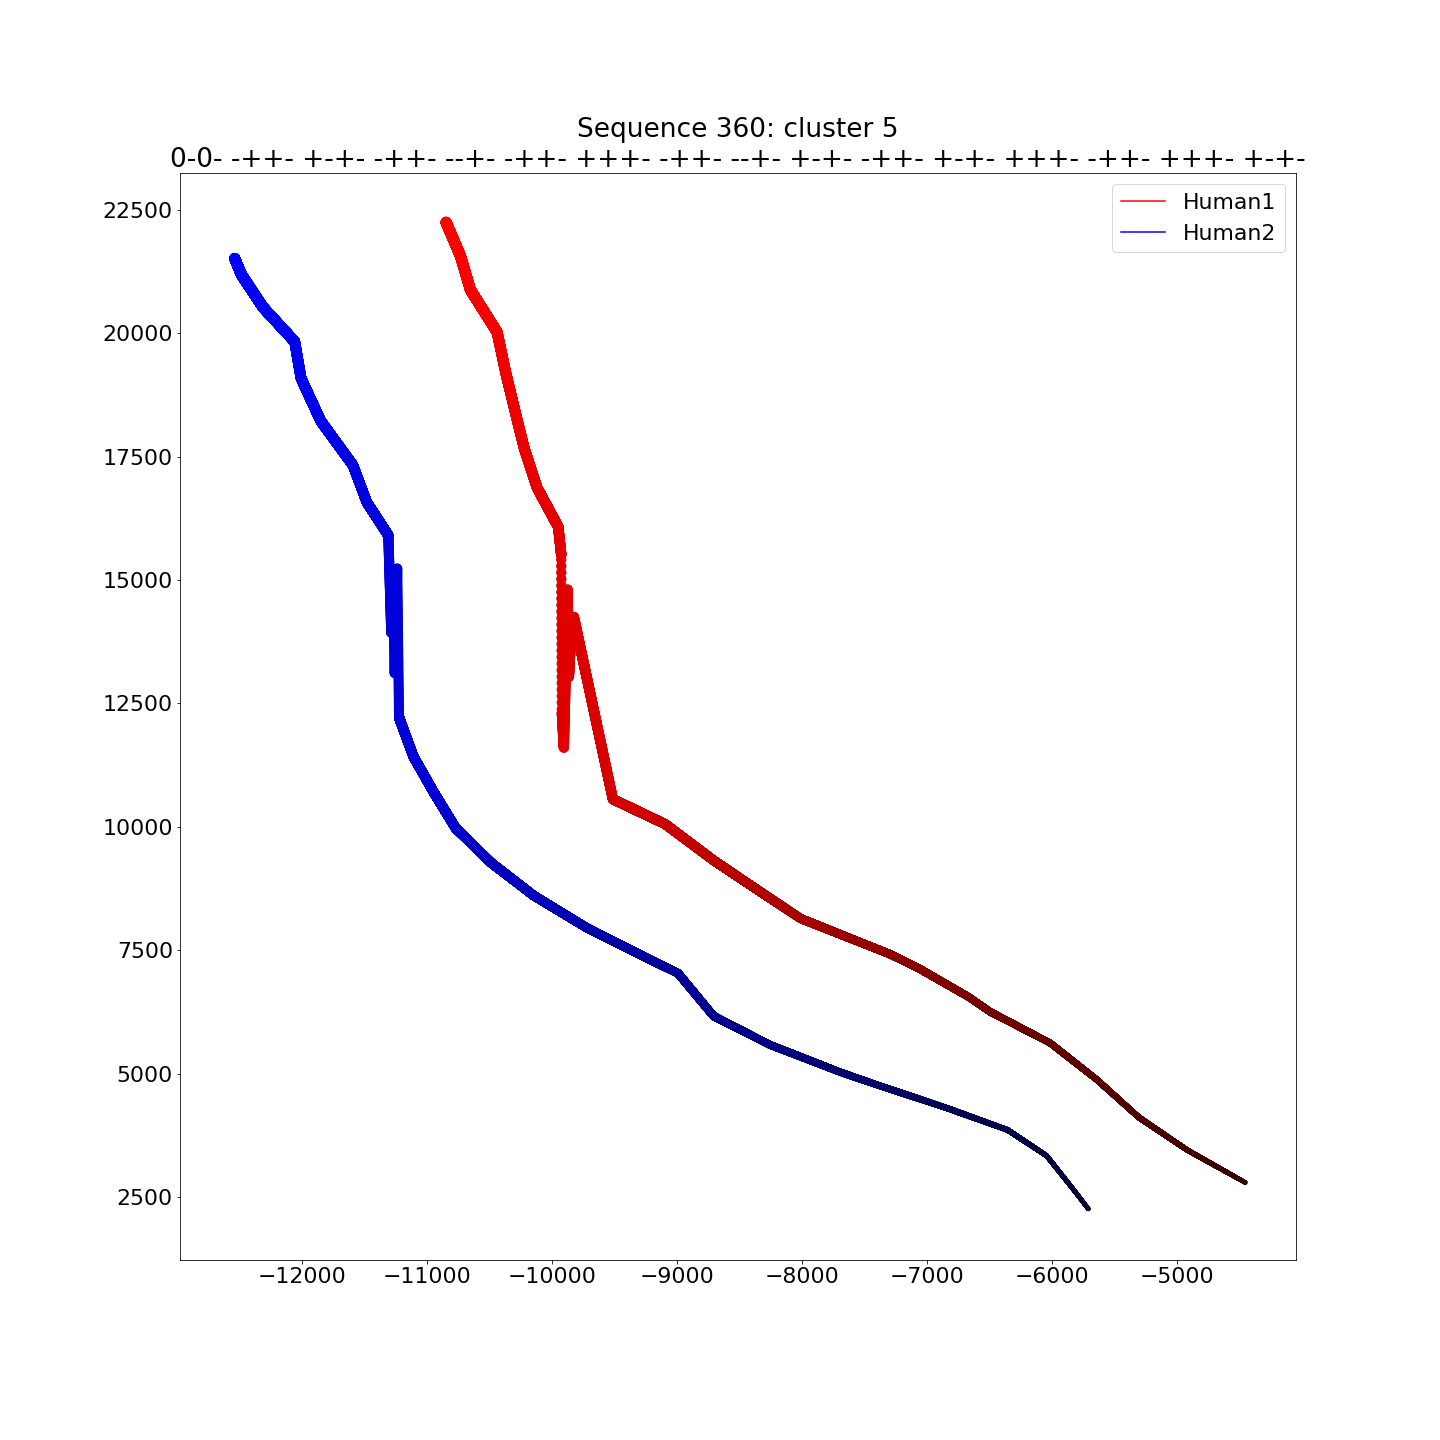 Sequence 360: cluster 5
0-0- -++- +-+- -++- --+- -++- +++- -++- --+- +-+- -++- +-+- +++- -++- +++- +-+-
Human1
Human2
22500
20000
17500
15000
12500
10000
7500
5000
2500
−12000 −11000 −10000 −9000 −8000 −7000 −6000 −5000